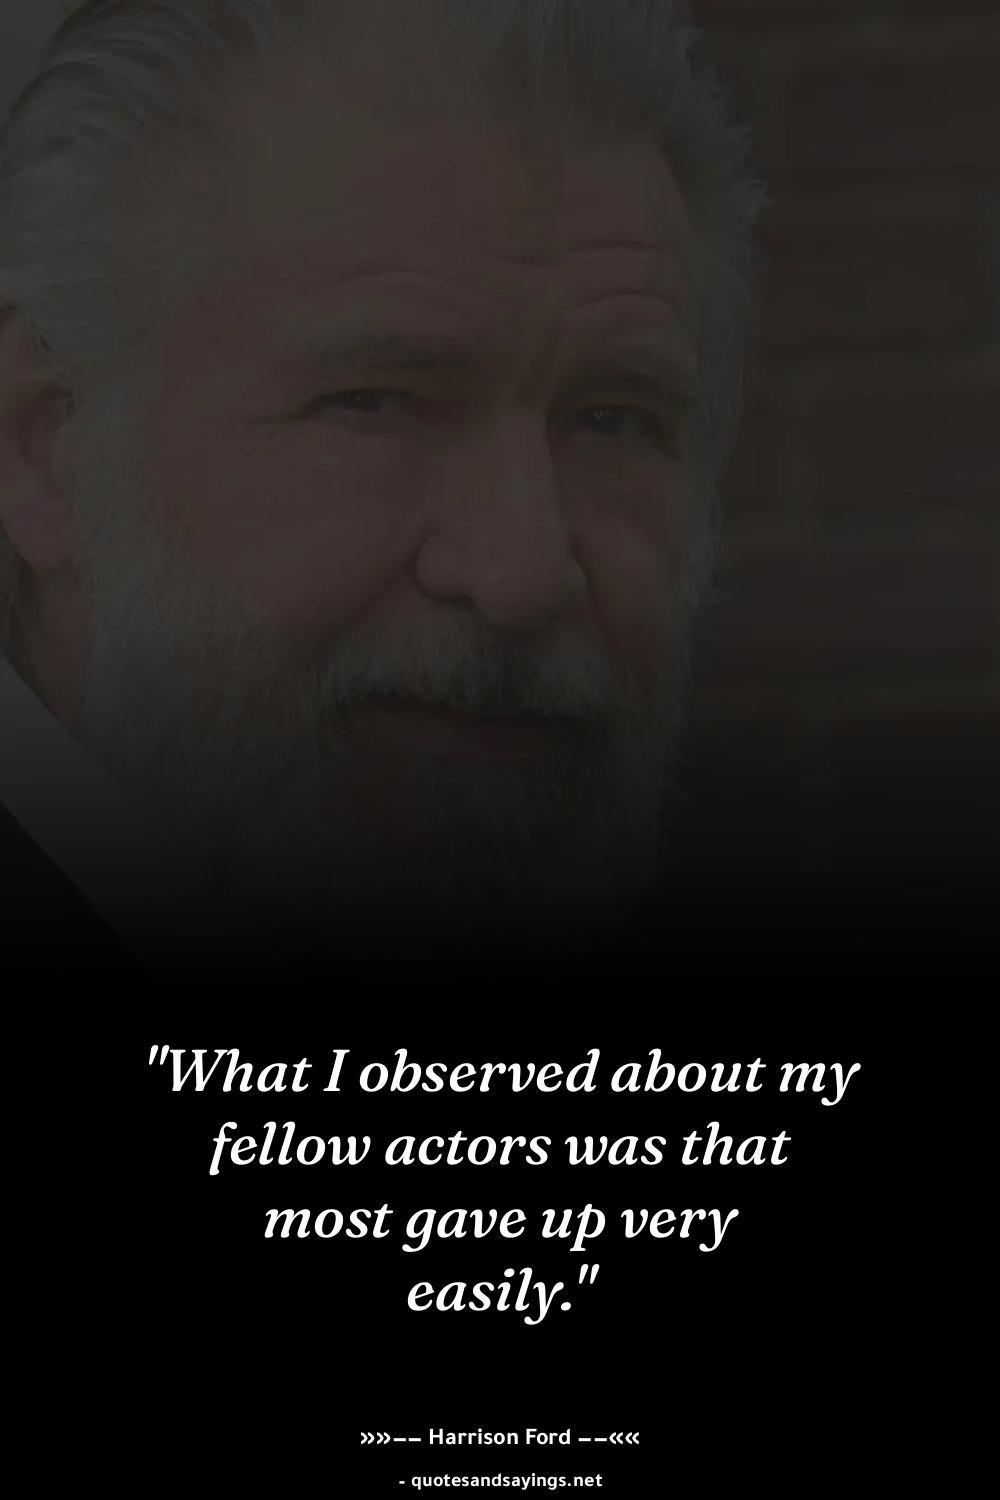 "What I observed about my
fellow actors was that
most gave up very
easily."
»»–– Harrison Ford ––««
- quotesandsayings.net